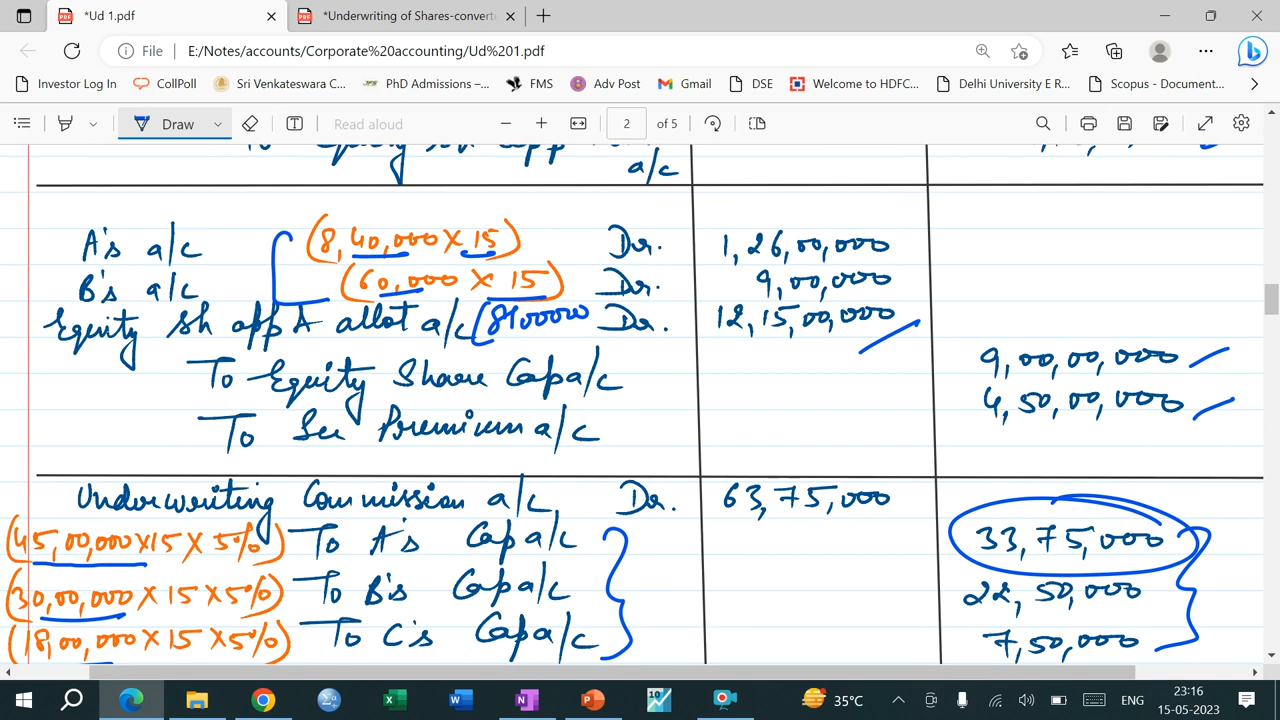 *Ud 1.pdf
*Underwriting of Shares-converte
File E:/Notes/accounts/Corporate%20accounting/Ud%201.pdf
Investor Log In CollPoll Sri Venkateswara C... PhD Admissions –... FMS Adv Post Gmail DSE Welcome to HDFC... Delhi University E R... Scopus - Document...
Draw Read aloud 2 of 5
To Equity
a/c
A's a/c (8,40,000 X 15) Dr. 1,26,00,000
B's a/c (60,000 X 15) Dr. 9,00,000
Equity sh app & allot a/c (8100000 Dr. 12,15,00,000
To Equity Share Cap a/c 9,00,00,000
To Sec Premium a/c 4,50,00,000
Underwriting Commission a/c Dr. 63,75,000
(45,00,000 X 15 X 5%) To A's Cap a/c 33,75,000
(30,00,000 X 15 X 5%) To B's Cap a/c 22,50,000
(18,00,000 X 15 X 5%) To C's Cap a/c 7,50,000
35°C ENG 23:16
15-05-2023